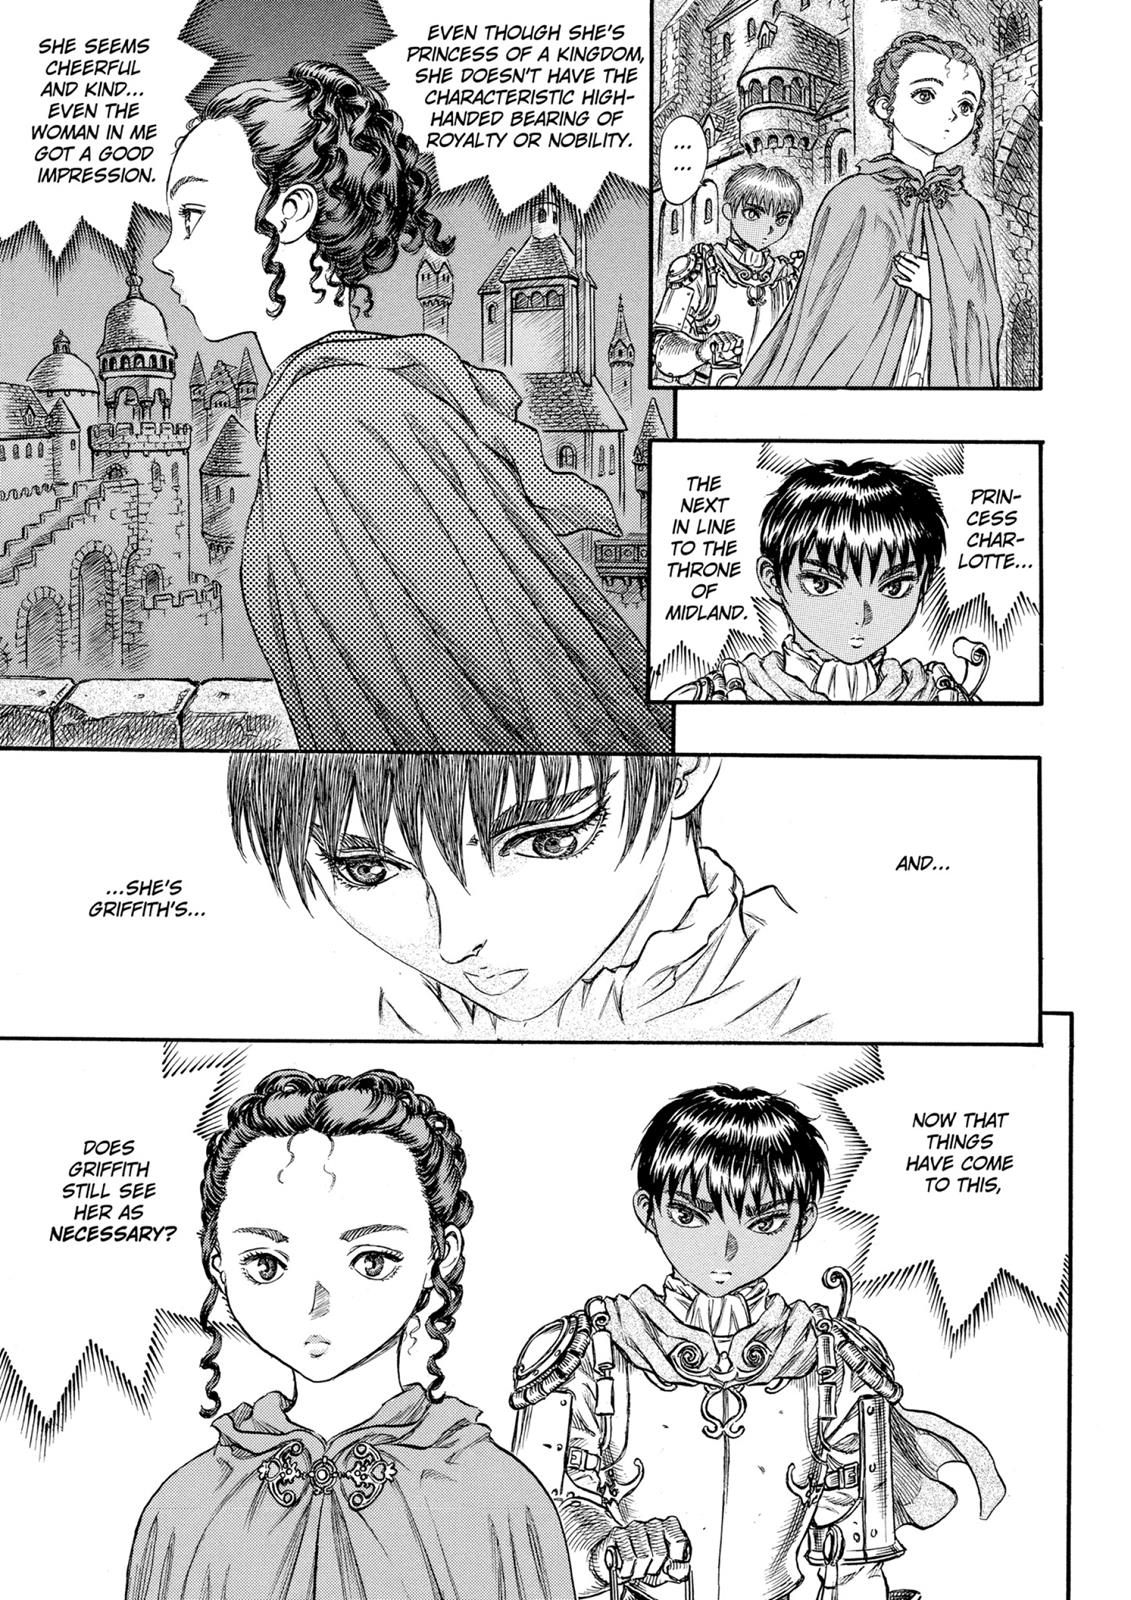 ...
...
PRIN-
CESS
CHAR-
LOTTE...
THE
NEXT
IN LINE
TO THE
THRONE
OF
MIDLAND.
EVEN THOUGH SHE'S
PRINCESS OF A KINGDOM,
SHE DOESN'T HAVE THE
CHARACTERISTIC HIGH-
HANDED BEARING OF
ROYALTY OR NOBILITY.
SHE SEEMS
CHEERFUL
AND KIND...
EVEN THE
WOMAN IN ME
GOT A GOOD
IMPRESSION.
AND...
...SHE'S
GRIFFITH'S...
NOW THAT
THINGS
HAVE COME
TO THIS,
DOES
GRIFFITH
STILL SEE
HER AS
NECESSARY?